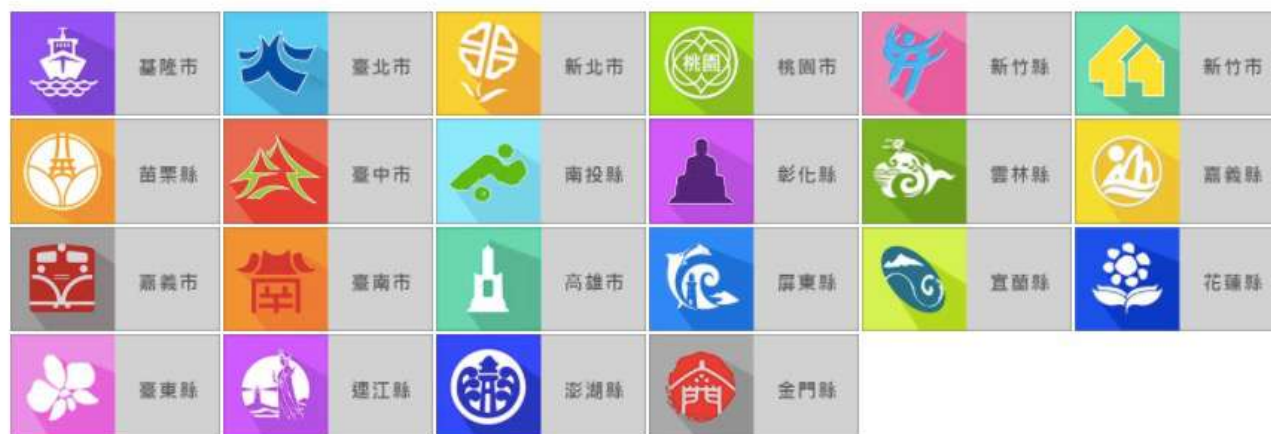 基隆市 臺北市 新北市 桃園 桃園市 新竹縣 新竹市
苗栗縣 臺中市 南投縣 彰化縣 雲林縣 嘉義縣
嘉義市 南 臺南市 高雄市 屏東縣 宜蘭縣 花蓮縣
臺東縣 連江縣 澎湖縣 金門縣